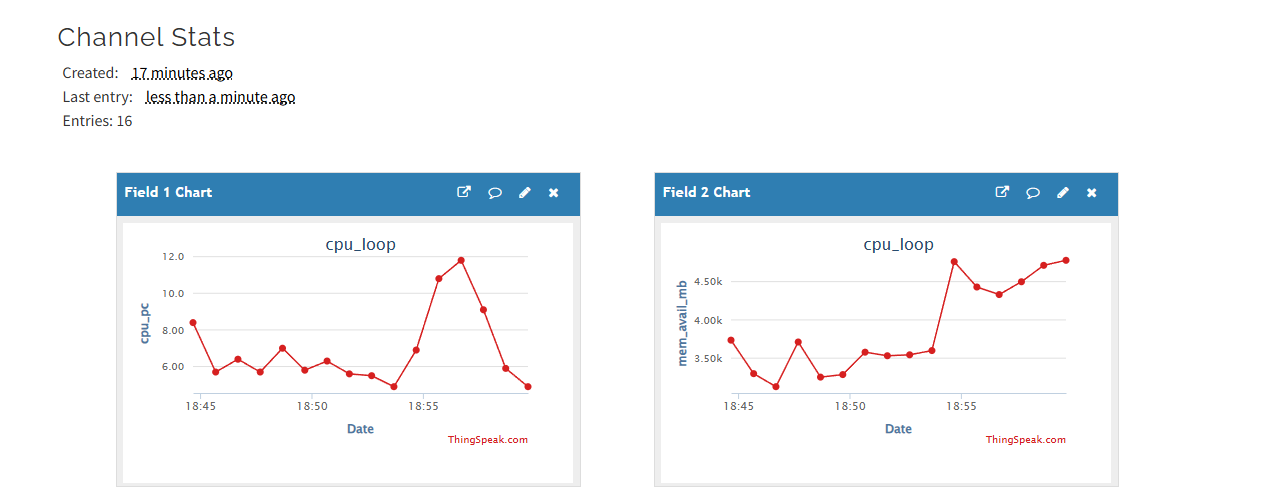 Channel Stats
Created: 17 minutes ago
Last entry: less than a minute ago
Entries: 16
Field 1 Chart
cpu_loop
cpu_pc
12.0
10.0
8.00
6.00
18:45 18:50 18:55
Date
ThingSpeak.com
Field 2 Chart
cpu_loop
mem_avail_mb
4.50k
4.00k
3.50k
18:45 18:50 18:55
Date
ThingSpeak.com